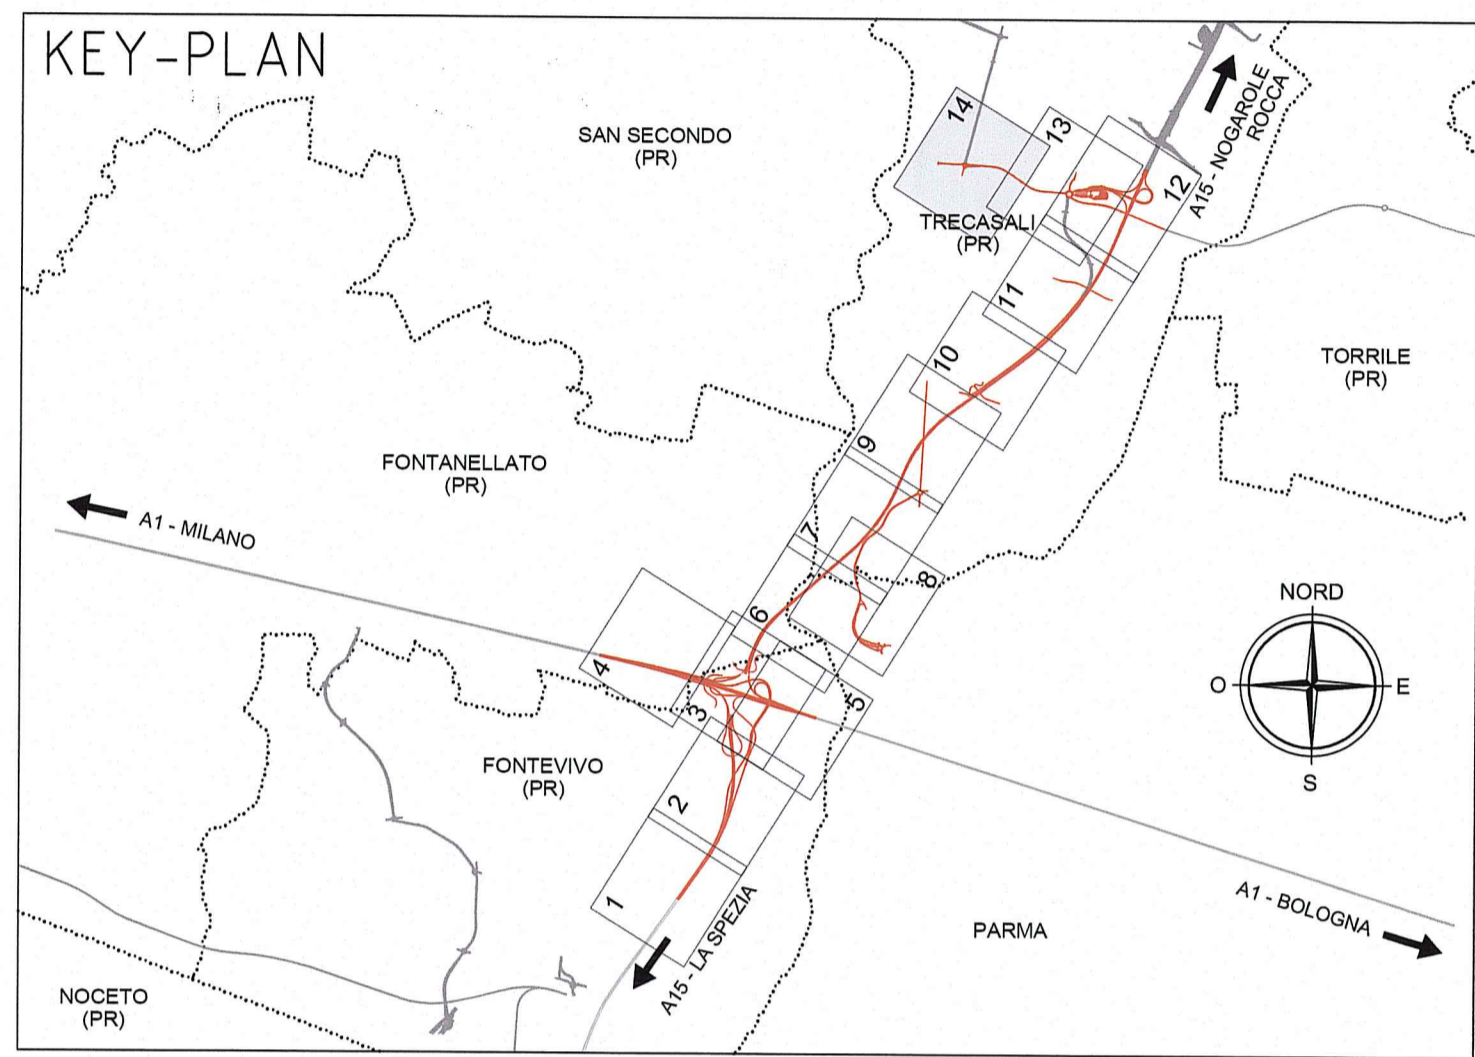 KEY-PLAN
SAN SECONDO
(PR)
14
13
12
A15 - NOGAROLE
ROCCA
TRECASALI
(PR)
11
10
TORRILE
(PR)
9
FONTANELLATO
(PR)
A1 - MILANO
7
8
6
NORD
O
E
S
4
3
5
FONTEVIVO
(PR)
2
1
A15 - LA SPEZIA
PARMA
A1 - BOLOGNA
NOCETO
(PR)